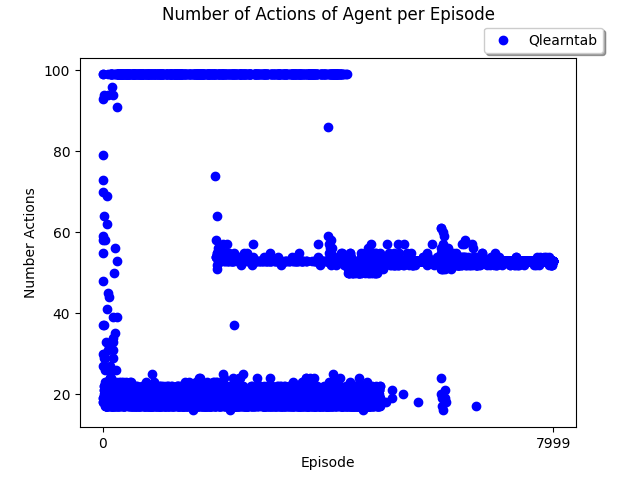 Number of Actions of Agent per Episode
Qlearntab
100
80
60
40
20
Number Actions
0
7999
Episode